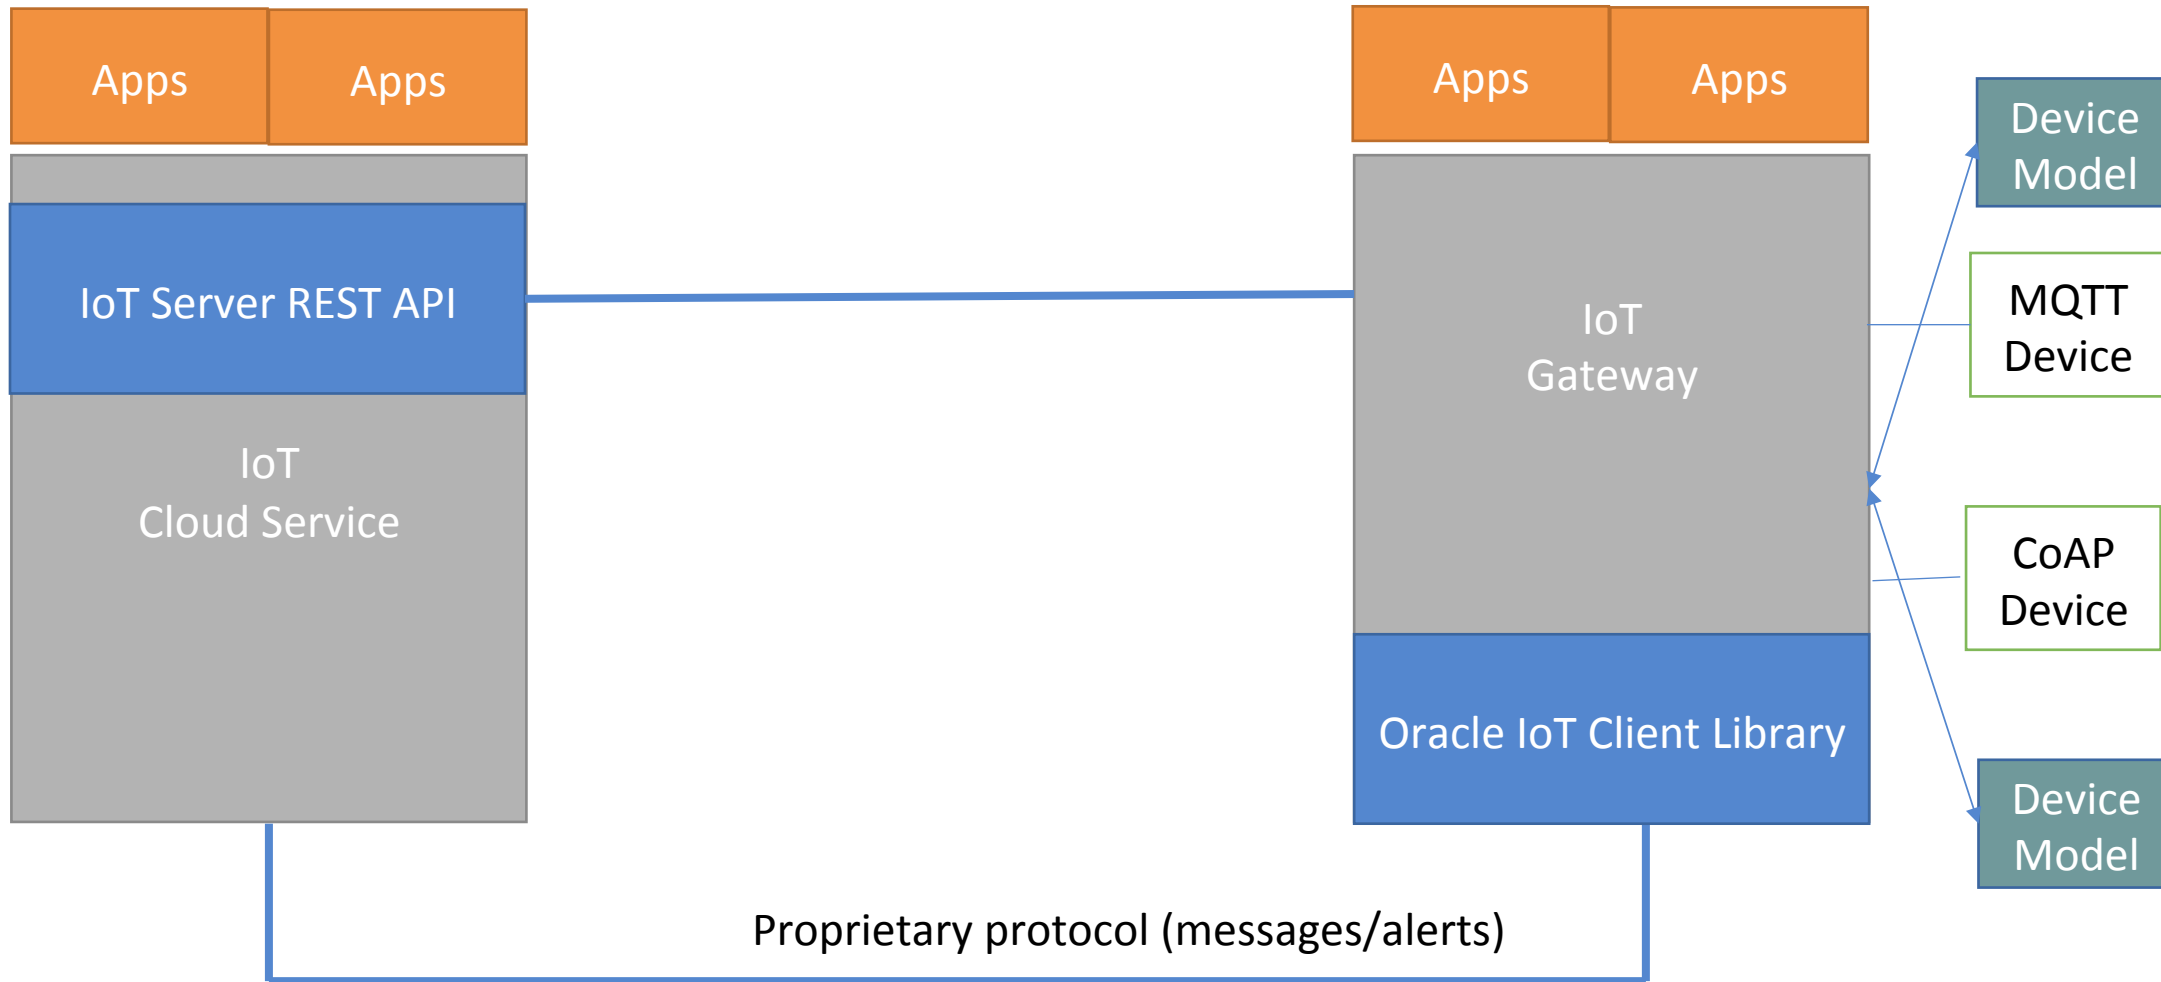 Apps
Apps
IoT Server REST API
IoT
Cloud Service
Apps
Apps
IoT
Gateway
Oracle IoT Client Library
Device
Model
MQTT
Device
CoAP
Device
Device
Model
Proprietary protocol (messages/alerts)